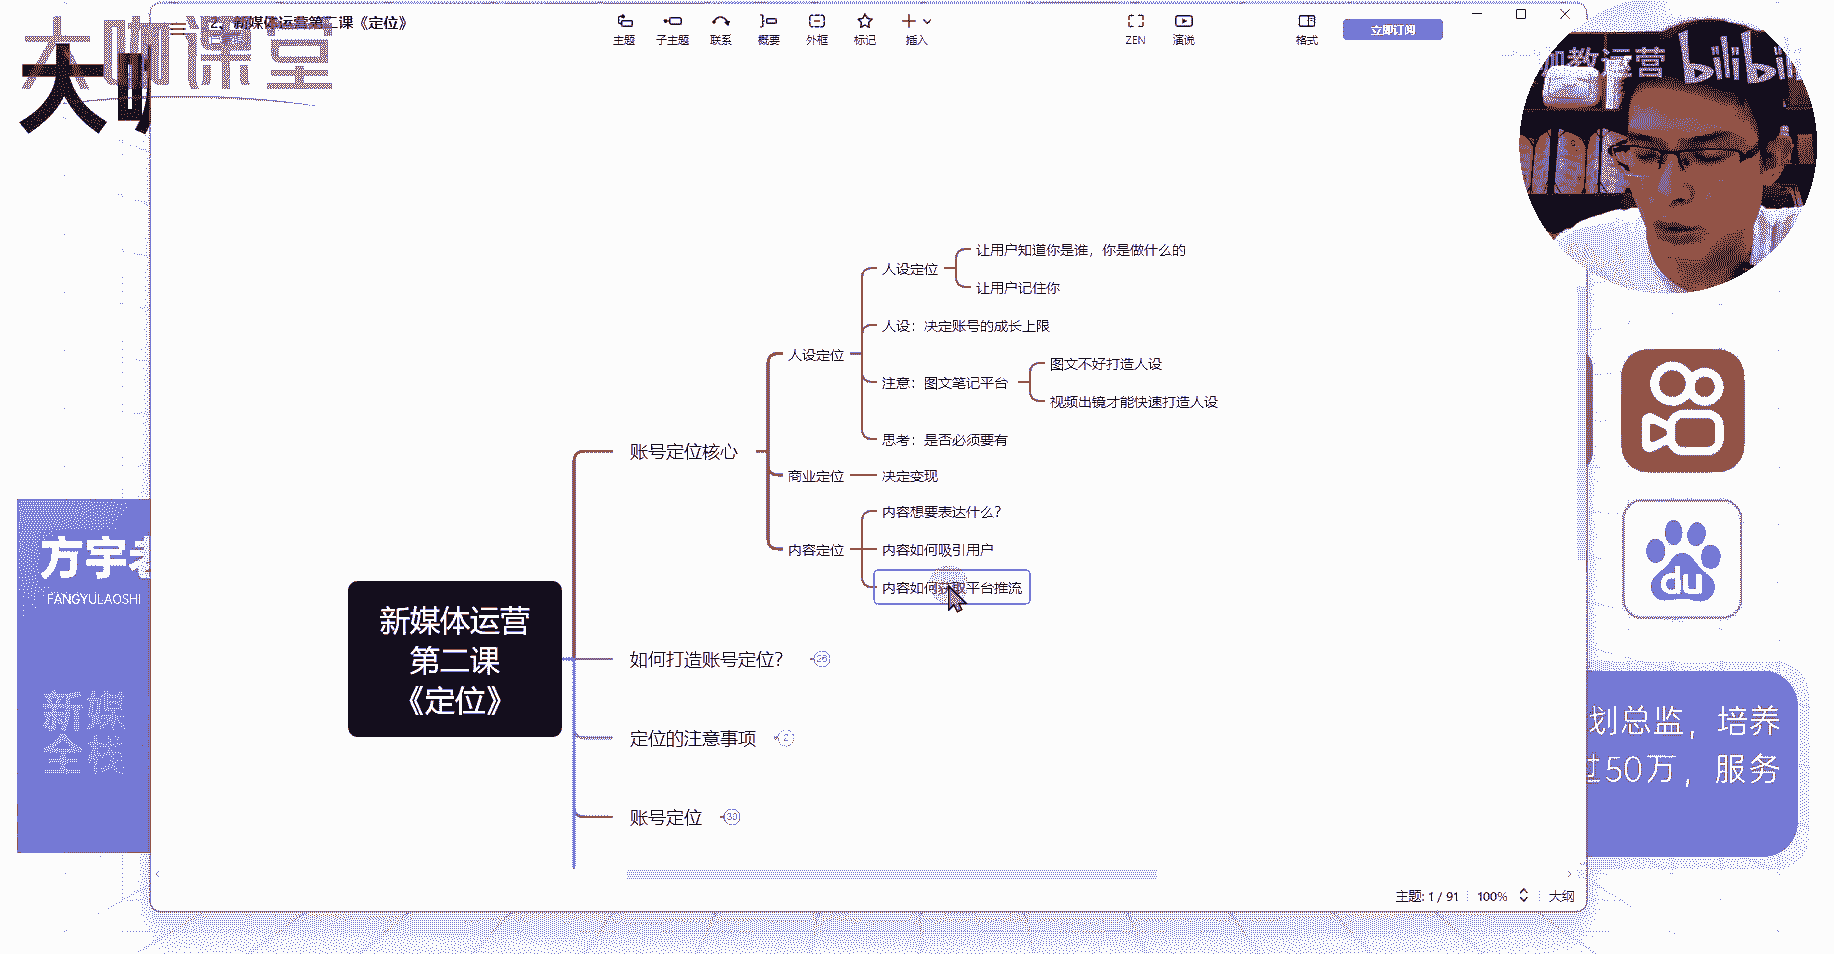 2、新媒体运营第二课《定位》
主题
子主题
联系
概要
外框
标记
插入
ZEN
演说
格式
立即订阅
大咖课堂
咖教运营
bilibili
让用户知道你是谁，你是做什么的
人设定位
让用户记住你
人设：决定账号的成长上限
人设定位
图文不好打造人设
注意：图文笔记平台
视频出镜才能快速打造人设
思考：是否必须要有
账号定位核心
商业定位
决定变现
内容想要表达什么？
内容定位
内容如何吸引用户
内容如何获取平台推流
新媒体运营
第二课
《定位》
如何打造账号定位？
26
定位的注意事项
2
账号定位
30
方宇老
FANGYULAOSHI
新媒
全栈
du
划总监，培养
过50万，服务
主题: 1 / 91
100%
大纲